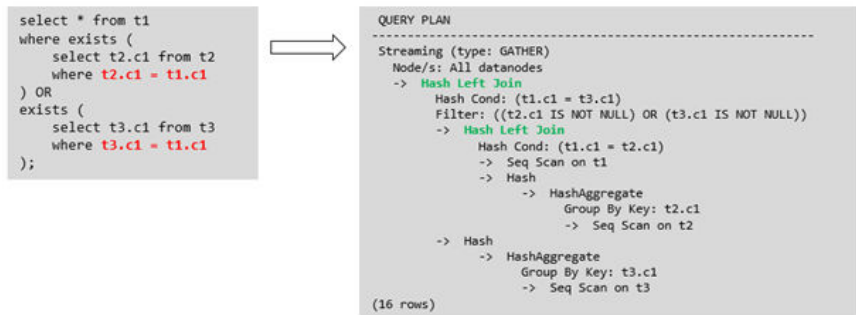 select * from t1
where exists (
select t2.c1 from t2
where t2.c1 = t1.c1
) OR
exists (
select t3.c1 from t3
where t3.c1 = t1.c1
);
QUERY PLAN
------------------------------------------------------------
Streaming (type: GATHER)
Node/s: All datanodes
-> Hash Left Join
Hash Cond: (t1.c1 = t3.c1)
Filter: ((t2.c1 IS NOT NULL) OR (t3.c1 IS NOT NULL))
-> Hash Left Join
Hash Cond: (t1.c1 = t2.c1)
-> Seq Scan on t1
-> Hash
-> HashAggregate
Group By Key: t2.c1
-> Seq Scan on t2
-> Hash
-> HashAggregate
Group By Key: t3.c1
-> Seq Scan on t3
(16 rows)